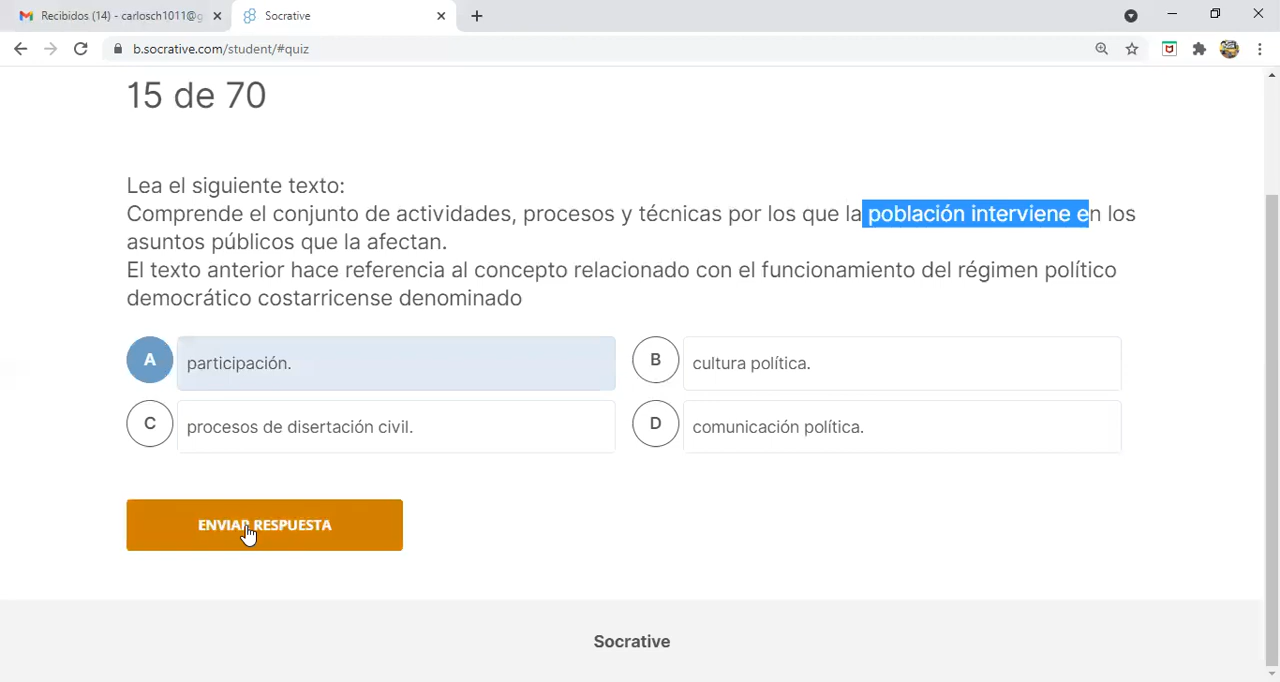 Recibidos (14) - carlosch1011@g
Socrative
b.socrative.com/student/#quiz
15 de 70
Lea el siguiente texto:
Comprende el conjunto de actividades, procesos y técnicas por los que la población interviene en los
asuntos públicos que la afectan.
El texto anterior hace referencia al concepto relacionado con el funcionamiento del régimen político
democrático costarricense denominado
A participación.
B cultura política.
C procesos de disertación civil.
D comunicación política.
ENVIAR RESPUESTA
Socrative